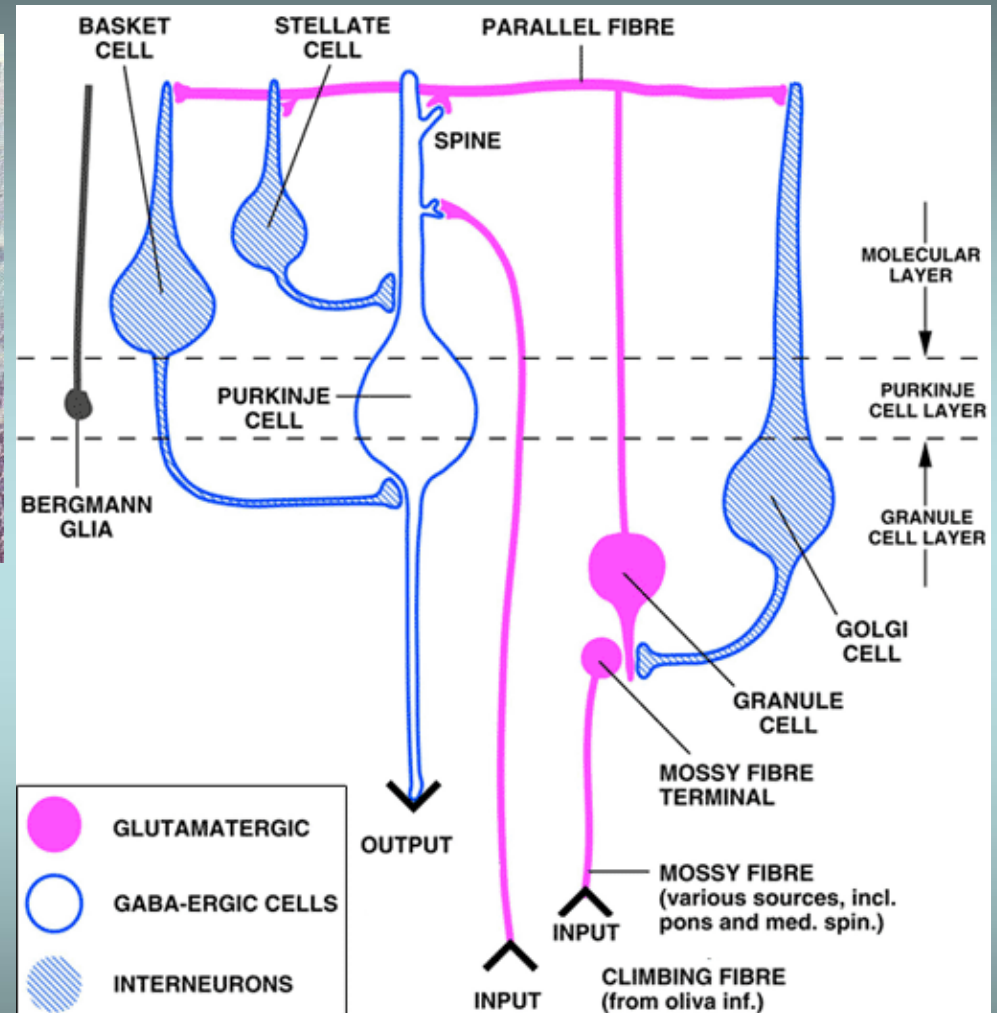 BASKET
CELL
STELLATE
CELL
PARALLEL FIBRE
SPINE
MOLECULAR
LAYER
PURKINJE
CELL
PURKINJE
CELL LAYER
BERGMANN
GLIA
GRANULE
CELL LAYER
GOLGI
CELL
GRANULE
CELL
MOSSY FIBRE
TERMINAL
OUTPUT
MOSSY FIBRE
(various sources, incl.
pons and med. spin.)
INPUT
CLIMBING FIBRE
(from oliva inf.)
INPUT
GLUTAMATERGIC
GABA-ERGIC CELLS
INTERNEURONS